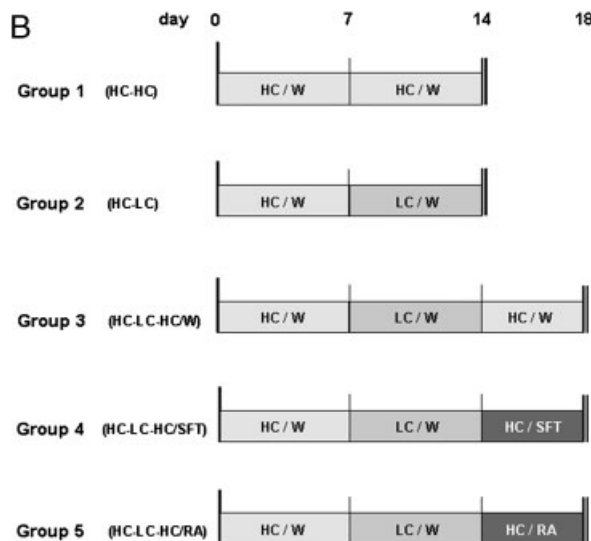 B
day 0 7 14 18
Group 1 (HC-HC) HC / W HC / W
Group 2 (HC-LC) HC / W LC / W
Group 3 (HC-LC-HC/W) HC / W LC / W HC / W
Group 4 (HC-LC-HC/SFT) HC / W LC / W HC / SFT
Group 5 (HC-LC-HC/RA) HC / W LC / W HC / RA